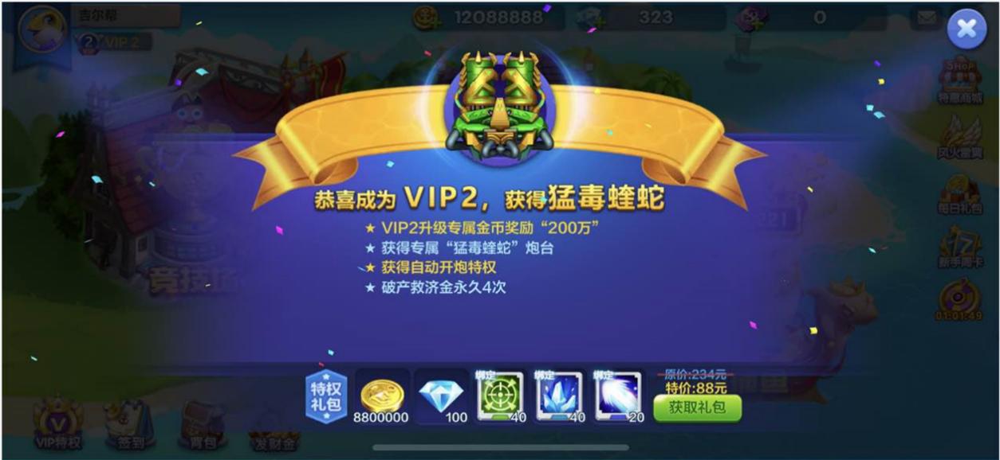 吉尔帮
12088888
323
0
2 VIP 2
SHOP
特惠商城
风火雷翼
每日礼包
7
新手周卡
01:01:49
恭喜成为 VIP2，获得猛毒蝰蛇
★ VIP2升级专属金币奖励“200万”
★ 获得专属“猛毒蝰蛇”炮台
★ 获得自动开炮特权
★ 破产救济金永久4次
竞技场
特权
礼包
8800000
100
绑定
40
绑定
40
绑定
20
原价:234元
特价:88元
获取礼包
VIP特权
签到
背包
发财金